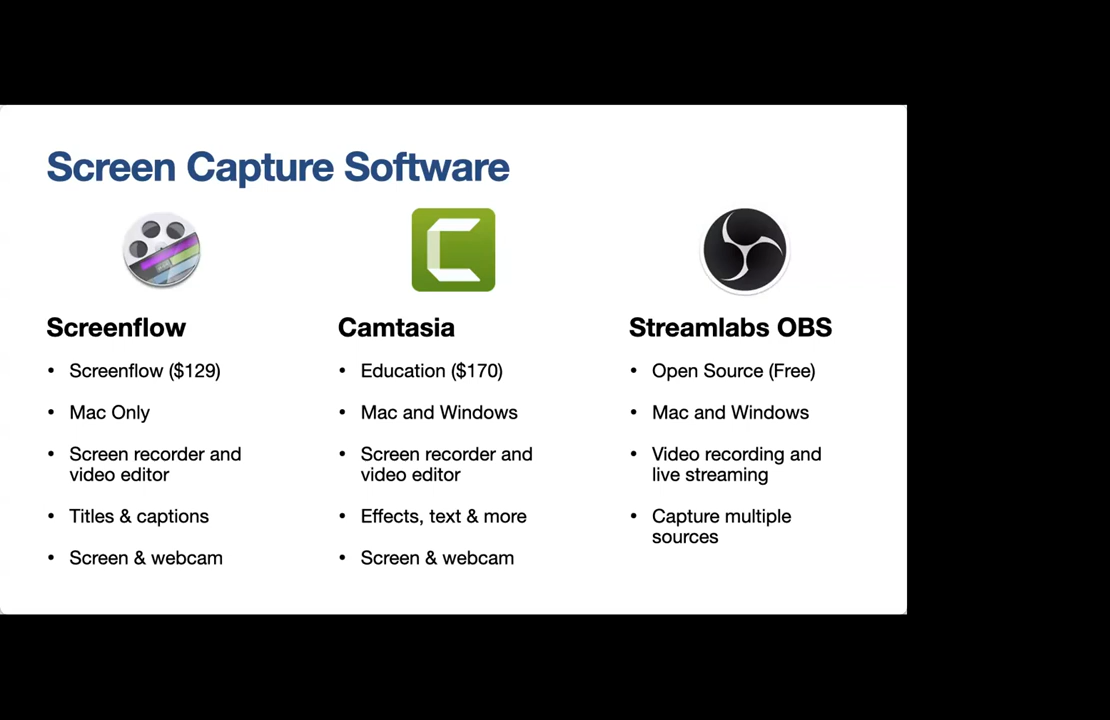 Screen Capture Software
Screenflow
• Screenflow ($129)
• Mac Only
• Screen recorder and
video editor
• Titles & captions
• Screen & webcam
Camtasia
• Education ($170)
• Mac and Windows
• Screen recorder and
video editor
• Effects, text & more
• Screen & webcam
Streamlabs OBS
• Open Source (Free)
• Mac and Windows
• Video recording and
live streaming
• Capture multiple
sources